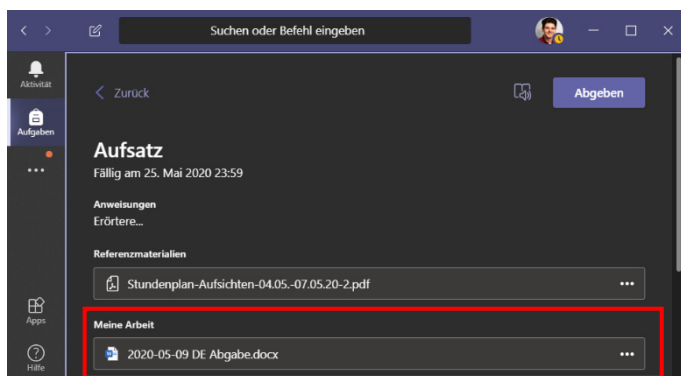 Suchen oder Befehl eingeben
Aktivität
Zurück
Abgeben
Aufgaben
Aufsatz
Fällig am 25. Mai 2020 23:59
Anweisungen
Erörtere...
Referenzmaterialien
Stundenplan-Aufsichten-04.05.-07.05.20-2.pdf
Apps
Meine Arbeit
2020-05-09 DE Abgabe.docx
Hilfe